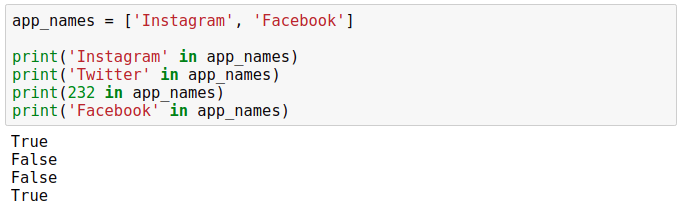 app_names = ['Instagram', 'Facebook']
print('Instagram' in app_names)
print('Twitter' in app_names)
print(232 in app_names)
print('Facebook' in app_names)
True
False
False
True